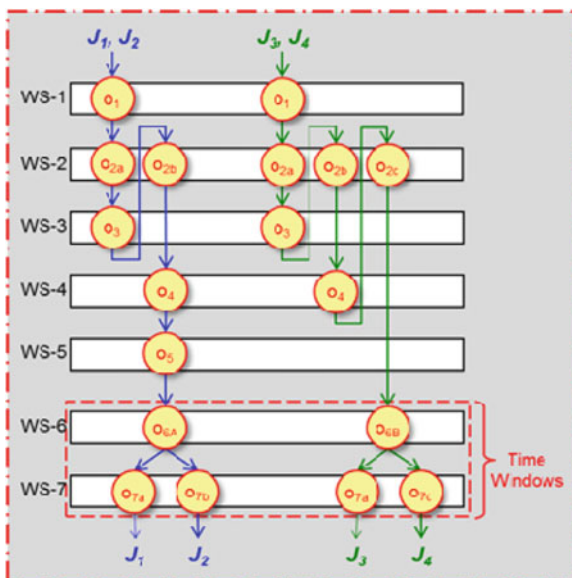 J1, J2 J3, J4
WS-1 O1 O1
WS-2 O2a O2b O2a O2b O2c
WS-3 O3 O3
WS-4 O4 O4
WS-5 O5
WS-6 O6A O6B
Time
Windows
WS-7 O7a O7b O7a O7c
J1 J2 J3 J4